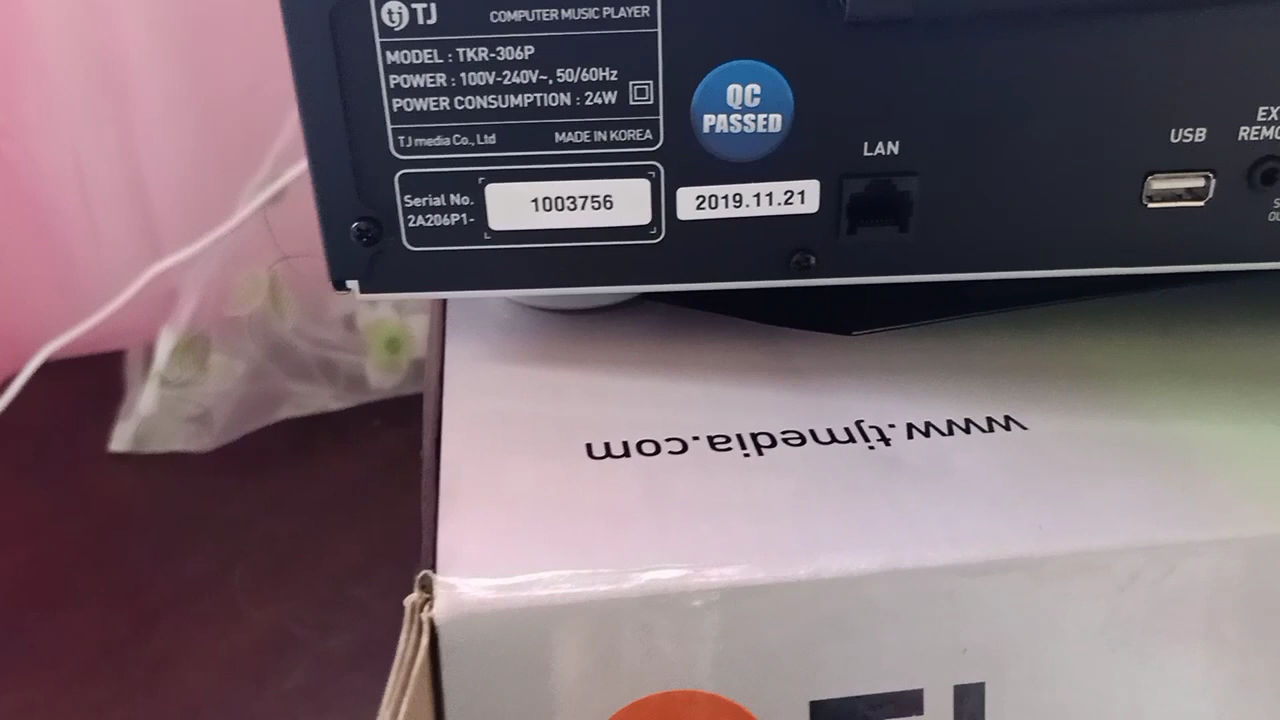 TJ COMPUTER MUSIC PLAYER
MODEL : TKR-306P
POWER : 100V-240V~, 50/60Hz
POWER CONSUMPTION : 24W
TJ media Co., Ltd MADE IN KOREA
Serial No.
2A206P1-
1003756
QC
PASSED
2019.11.21
LAN
USB
www.tjmedia.com